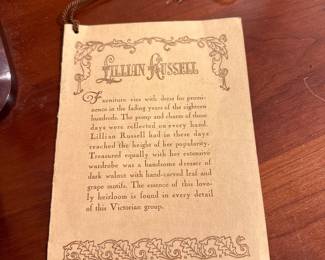 LILLIAN RUSSELL
Furniture vies with dress for promi-
nence in the fading years of the eighteen
hundreds. The pomp and charm of those
days were reflected on every hand.
Lillian Russell had in these days
reached the height of her popularity.
Treasured equally with her extensive
wardrobe was a handsome dresser of
dark walnut with hand-carved leaf and
grape motifs. The essence of this love-
ly heirloom is found in every detail
of this Victorian group.